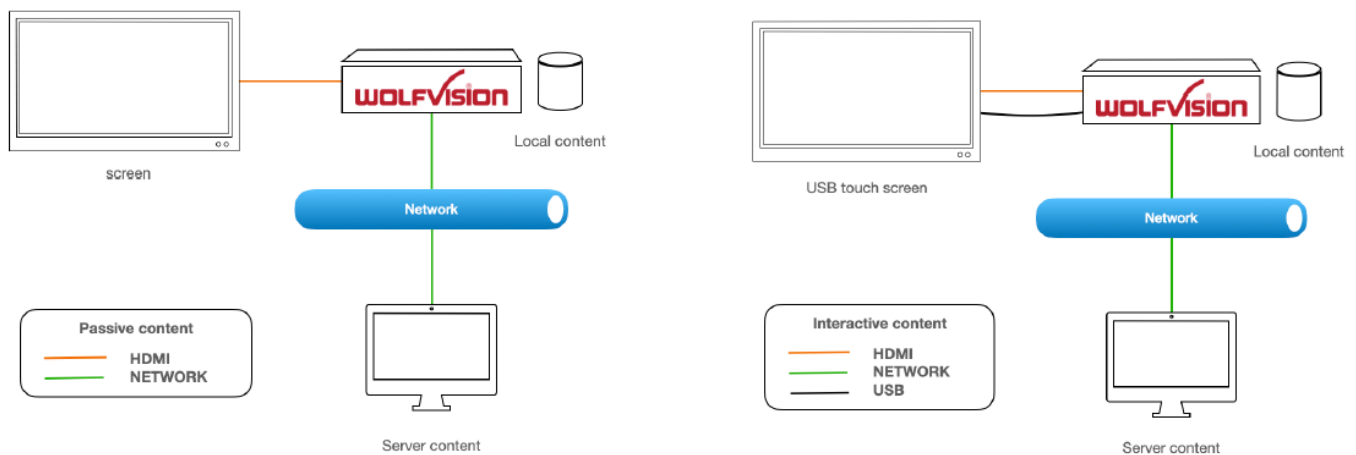 WOLFVISION
Local content
screen
Network
Passive content
HDMI
NETWORK
Server content
WOLFVISION
Local content
USB touch screen
Network
Interactive content
HDMI
NETWORK
USB
Server content